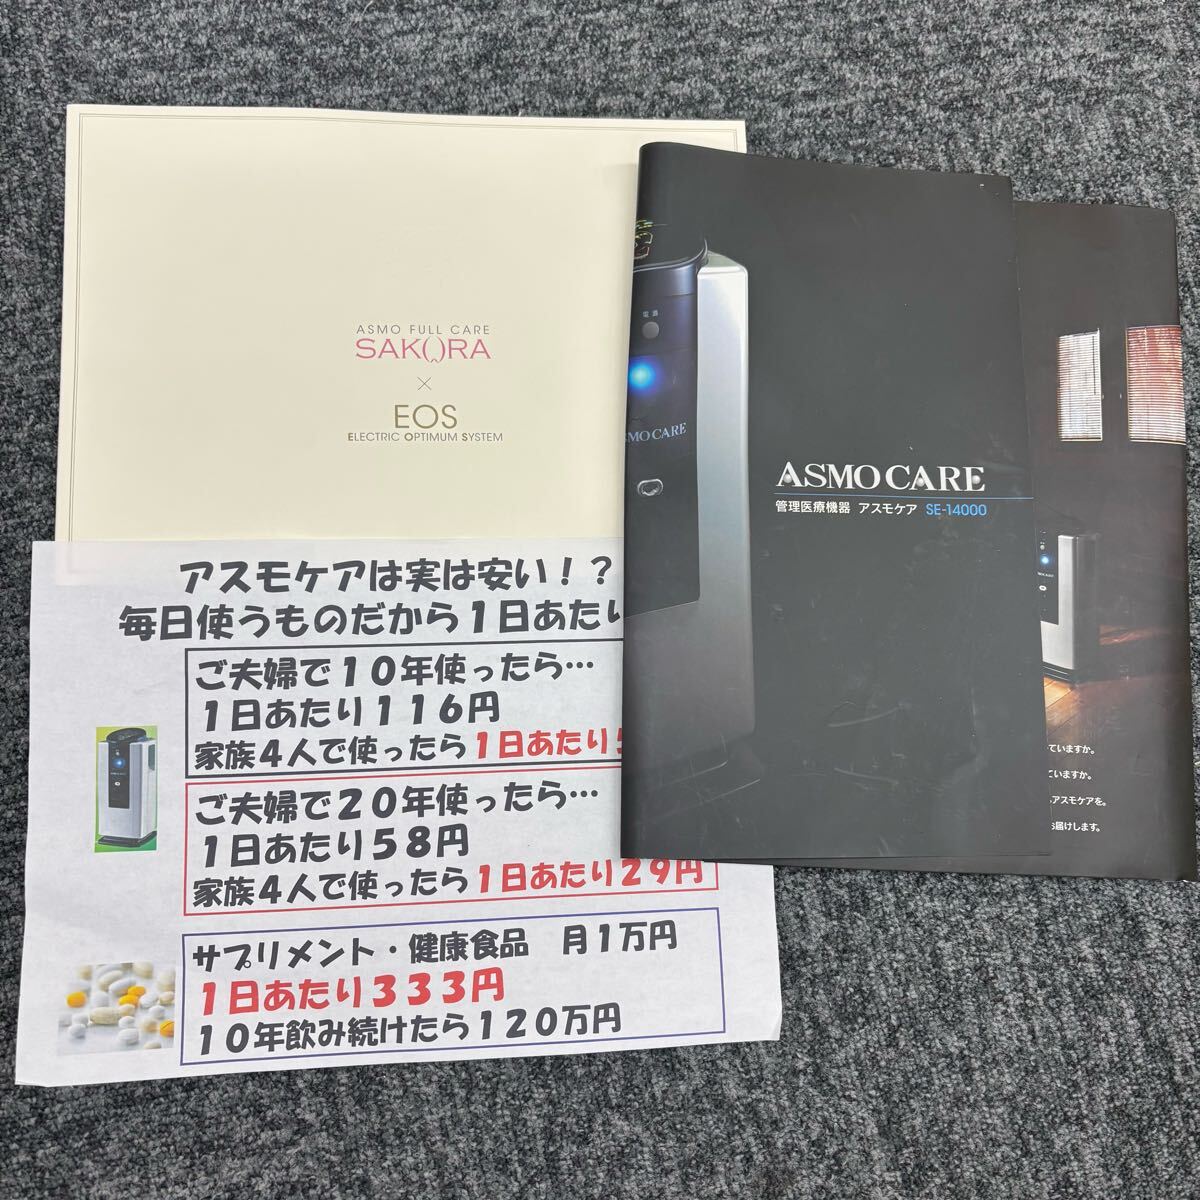 ASMO FULL CARE
SAKURA
×
EOS
ELECTRIC OPTIMUM SYSTEM
電源
MO CARE
ASMO CARE
管理医療機器 アスモケア SE-14000
ていますか。
ていますか。
アスモケアを。
お届けします。
アスモケアは実は安い！？
毎日使うものだから１日あたり
ご夫婦で１０年使ったら…
１日あたり１１６円
家族４人で使ったら１日あたり
ご夫婦で２０年使ったら…
１日あたり５８円
家族４人で使ったら１日あたり２９円
サプリメント・健康食品　月１万円
１日あたり３３３円
１０年飲み続けたら１２０万円